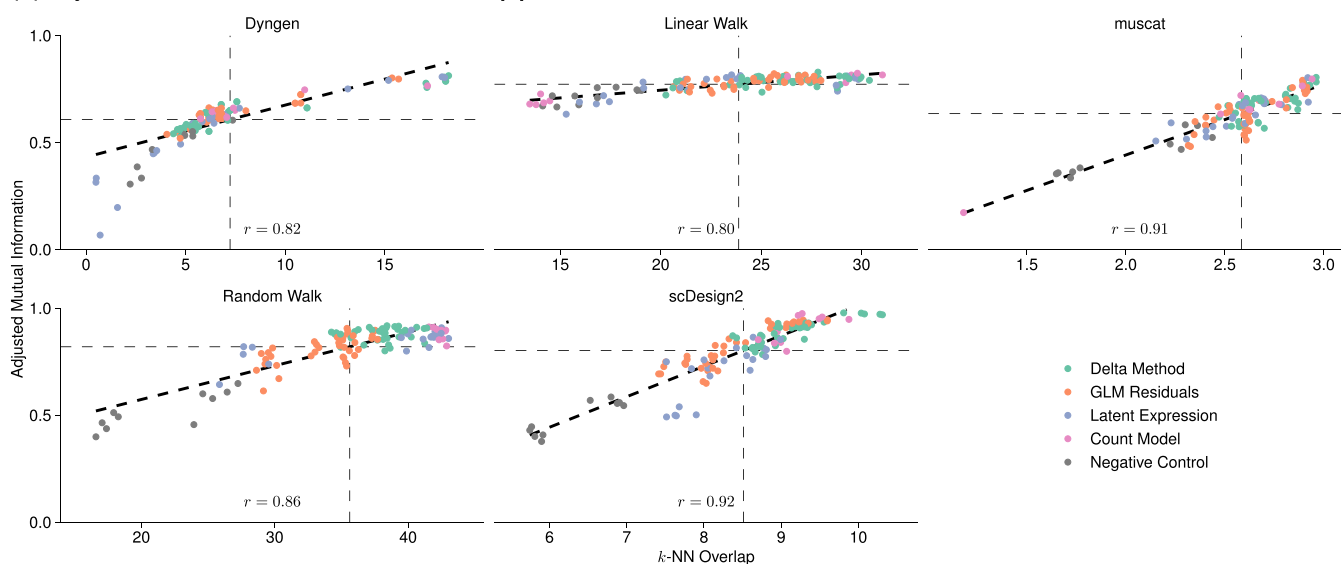 Dyngen
Linear Walk
muscat
Adjusted Mutual Information
1.0
0.5
0.0
r = 0.82
r = 0.80
r = 0.91
0 5 10 15
15 20 25 30
1.5 2.0 2.5 3.0
Random Walk
scDesign2
1.0
0.5
0.0
r = 0.86
r = 0.92
20 30 40
6 7 8 9 10
k-NN Overlap
Delta Method
GLM Residuals
Latent Expression
Count Model
Negative Control